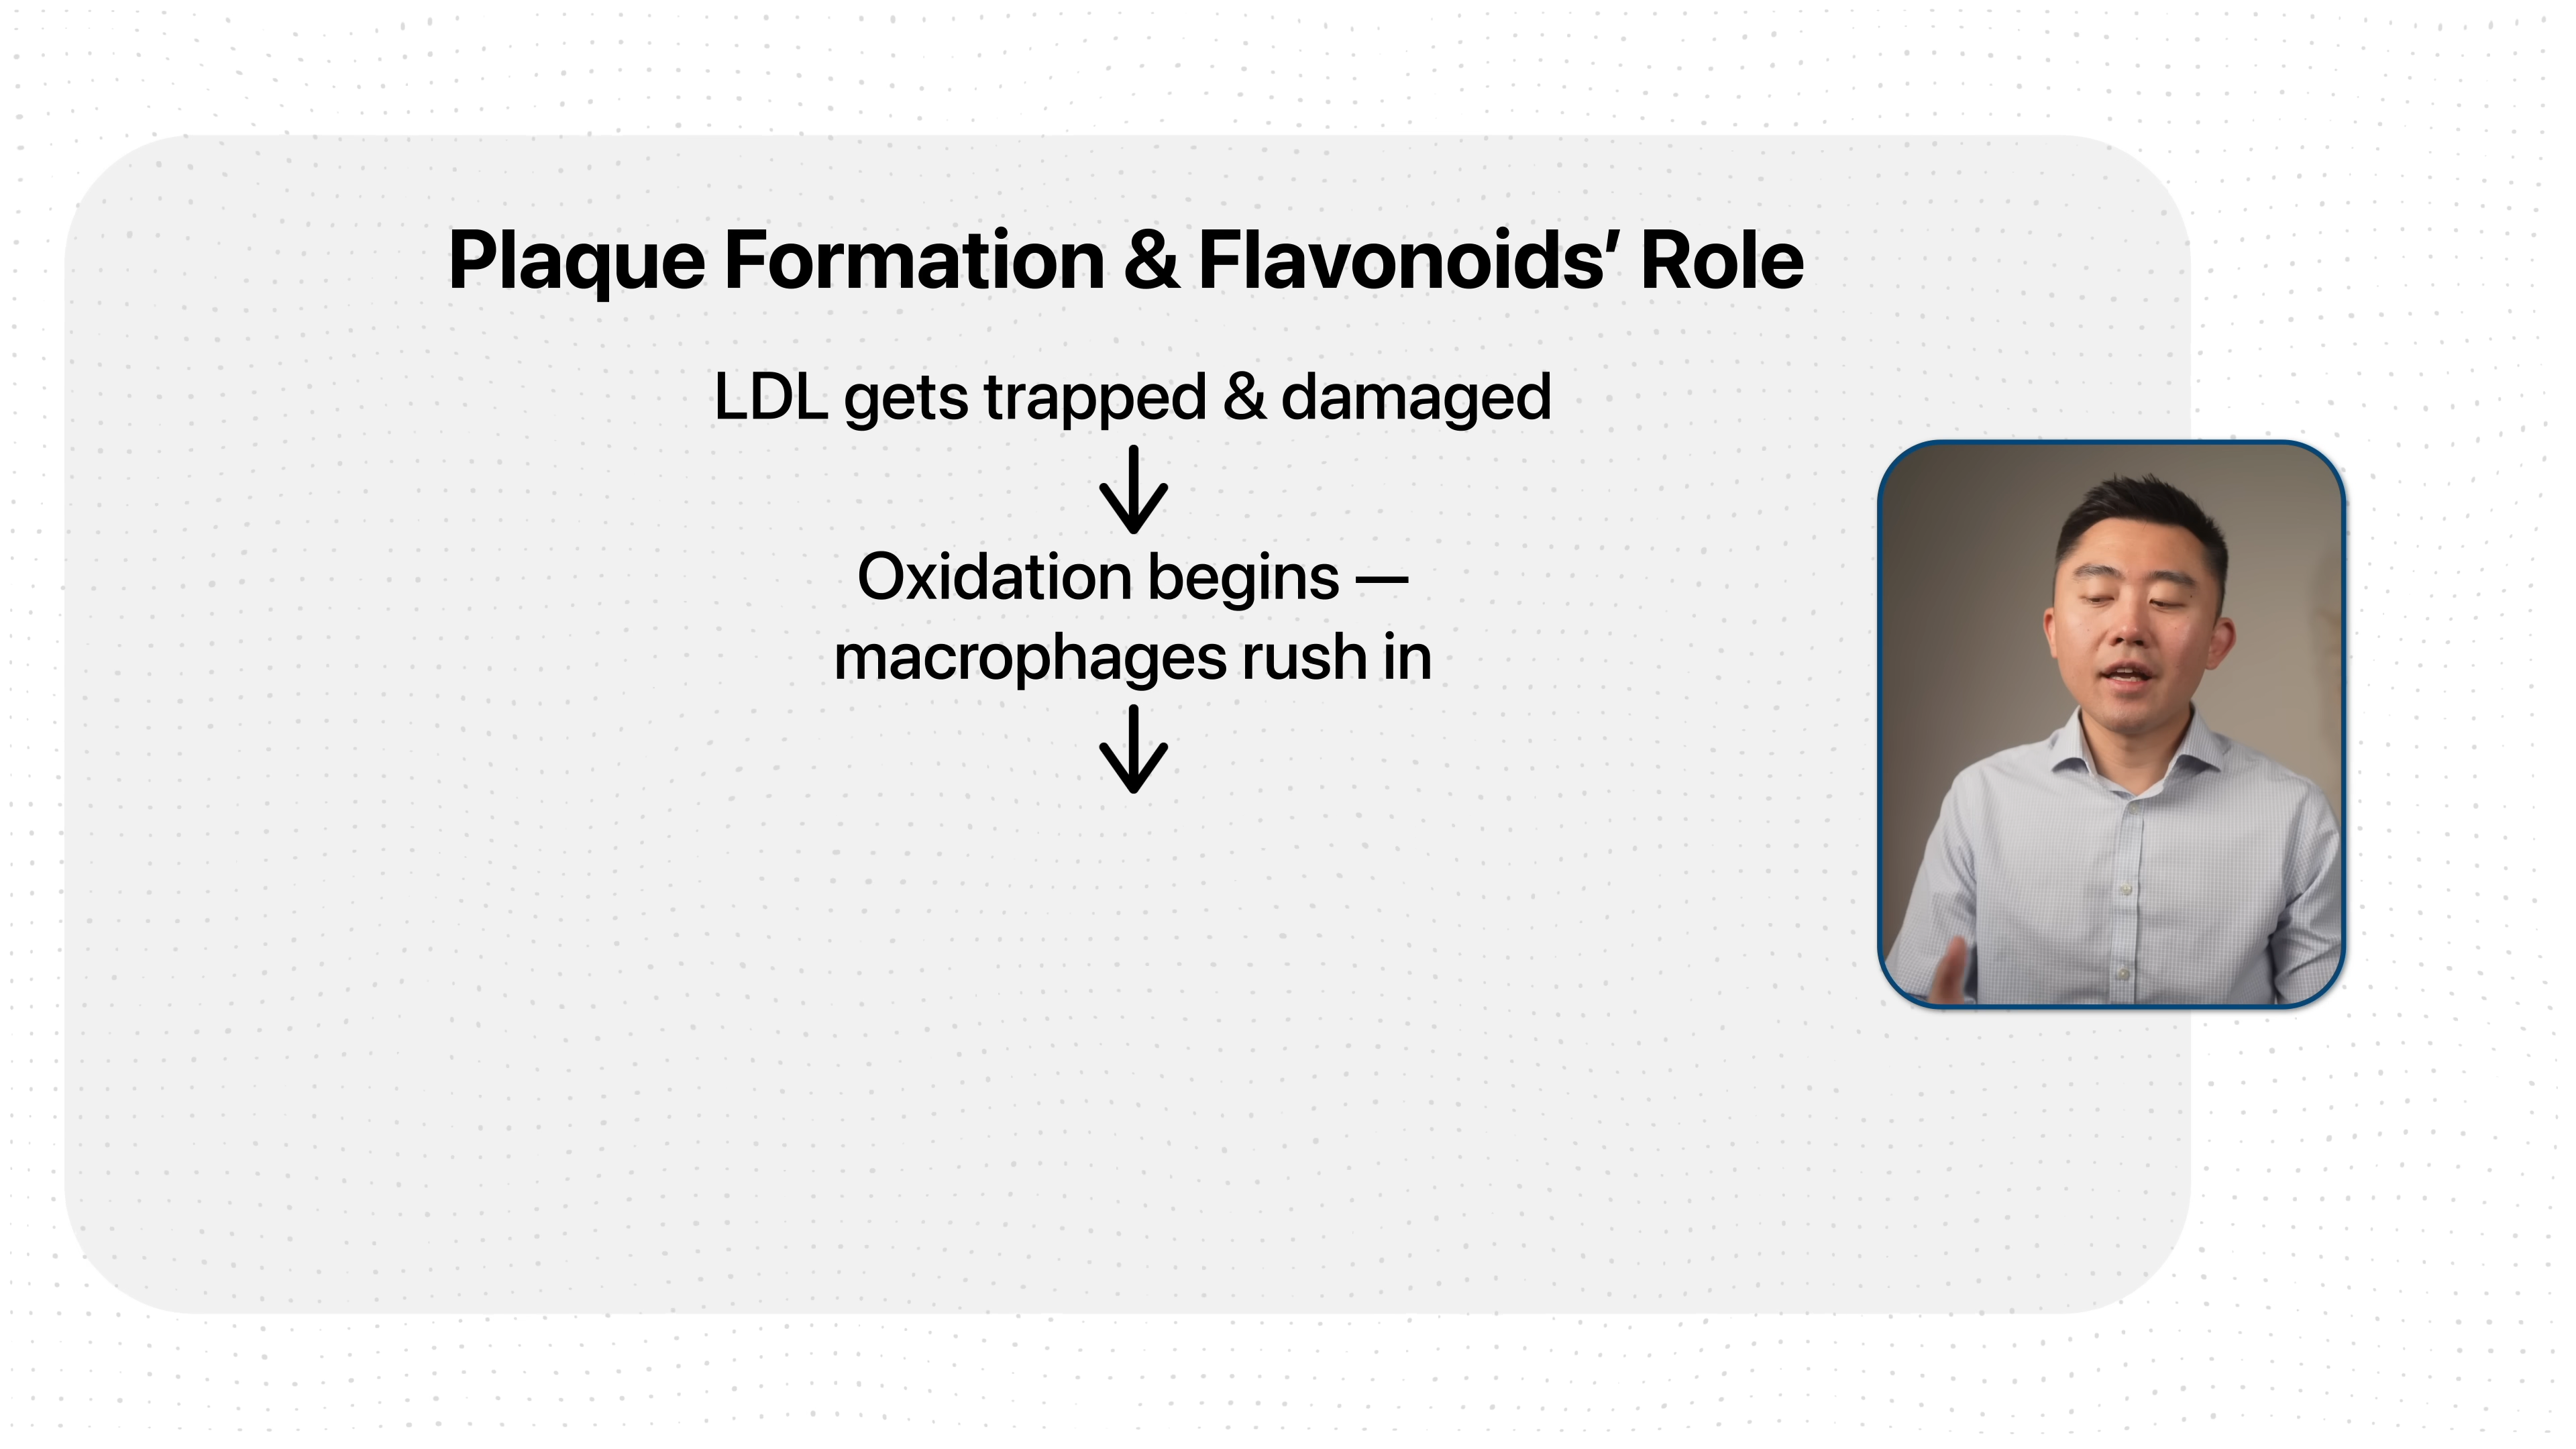 Plaque Formation & Flavonoids’ Role
LDL gets trapped & damaged
Oxidation begins —
macrophages rush in